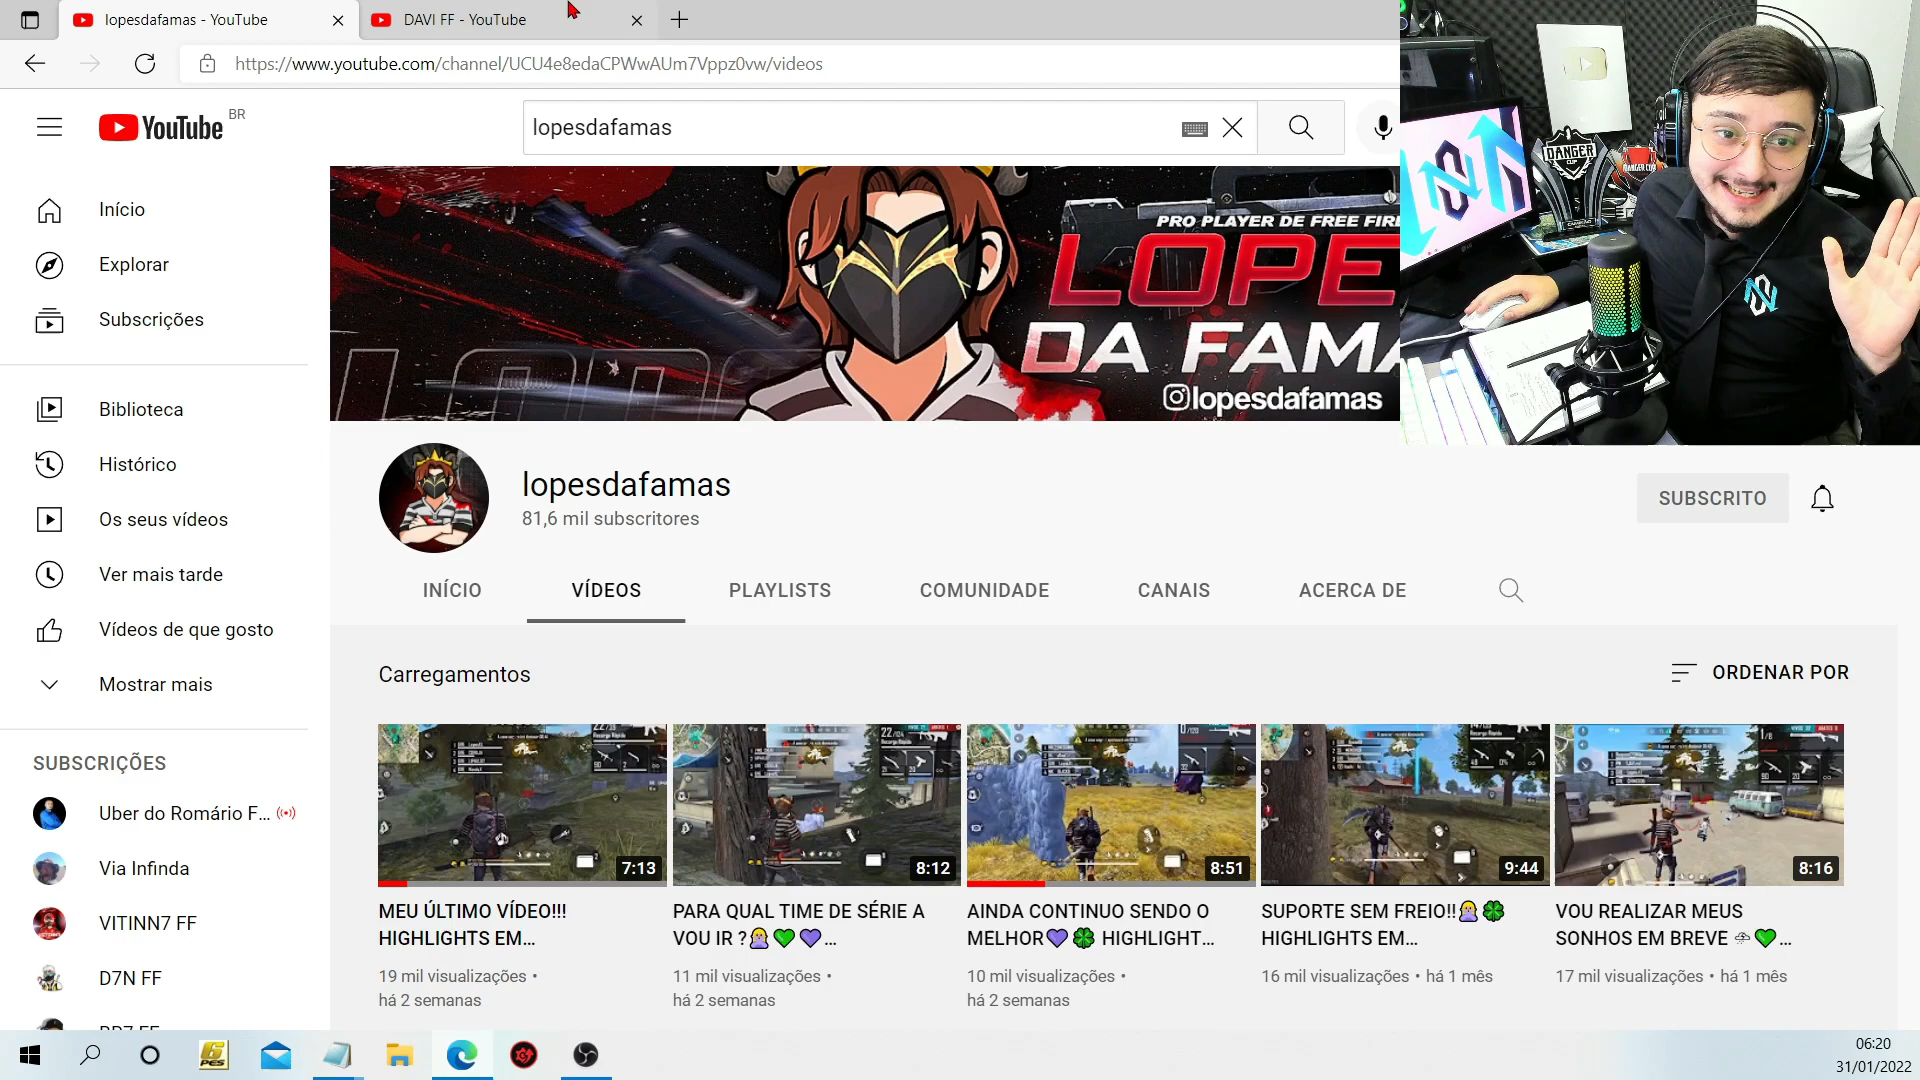 lopesdafamas - YouTube
DAVI FF - YouTube
https://www.youtube.com/channel/UCU4e8edaCPWwAUm7Vppz0vw/videos
YouTube BR
lopesdafamas
Início
Explorar
Subscrições
Biblioteca
Histórico
Os seus vídeos
Ver mais tarde
Vídeos de que gosto
Mostrar mais
SUBSCRIÇÕES
Uber do Romário F...
Via Infinda
VITINN7 FF
D7N FF
PRO PLAYER DE FREE FIRE
LOPE
DA FAMA
lopesdafamas
DANGER
CUP
DANGER CUP
lopesdafamas
81,6 mil subscritores
SUBSCRITO
INÍCIO
VÍDEOS
PLAYLISTS
COMUNIDADE
CANAIS
ACERCA DE
Carregamentos
ORDENAR POR
7:13
8:12
8:51
9:44
8:16
MEU ÚLTIMO VÍDEO!!!
HIGHLIGHTS EM...
19 mil visualizações •
há 2 semanas
PARA QUAL TIME DE SÉRIE A
VOU IR ?🤷💚💜...
11 mil visualizações •
há 2 semanas
AINDA CONTINUO SENDO O
MELHOR💜🍀 HIGHLIGHT...
10 mil visualizações •
há 2 semanas
SUPORTE SEM FREIO!!🤷🍀
HIGHLIGHTS EM...
16 mil visualizações • há 1 mês
VOU REALIZAR MEUS
SONHOS EM BREVE 🌩💚...
17 mil visualizações • há 1 mês
6
PES
06:20
31/01/2022